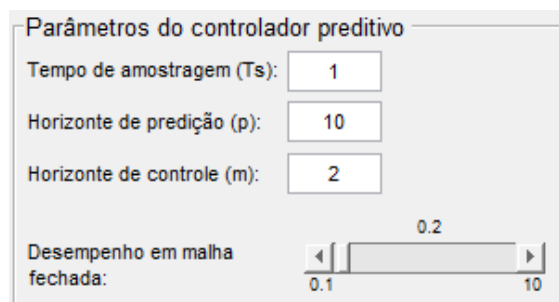 Parâmetros do controlador preditivo
Tempo de amostragem (Ts): 1
Horizonte de predição (p): 10
Horizonte de controle (m): 2
0.2
Desempenho em malha
fechada:
0.1 10